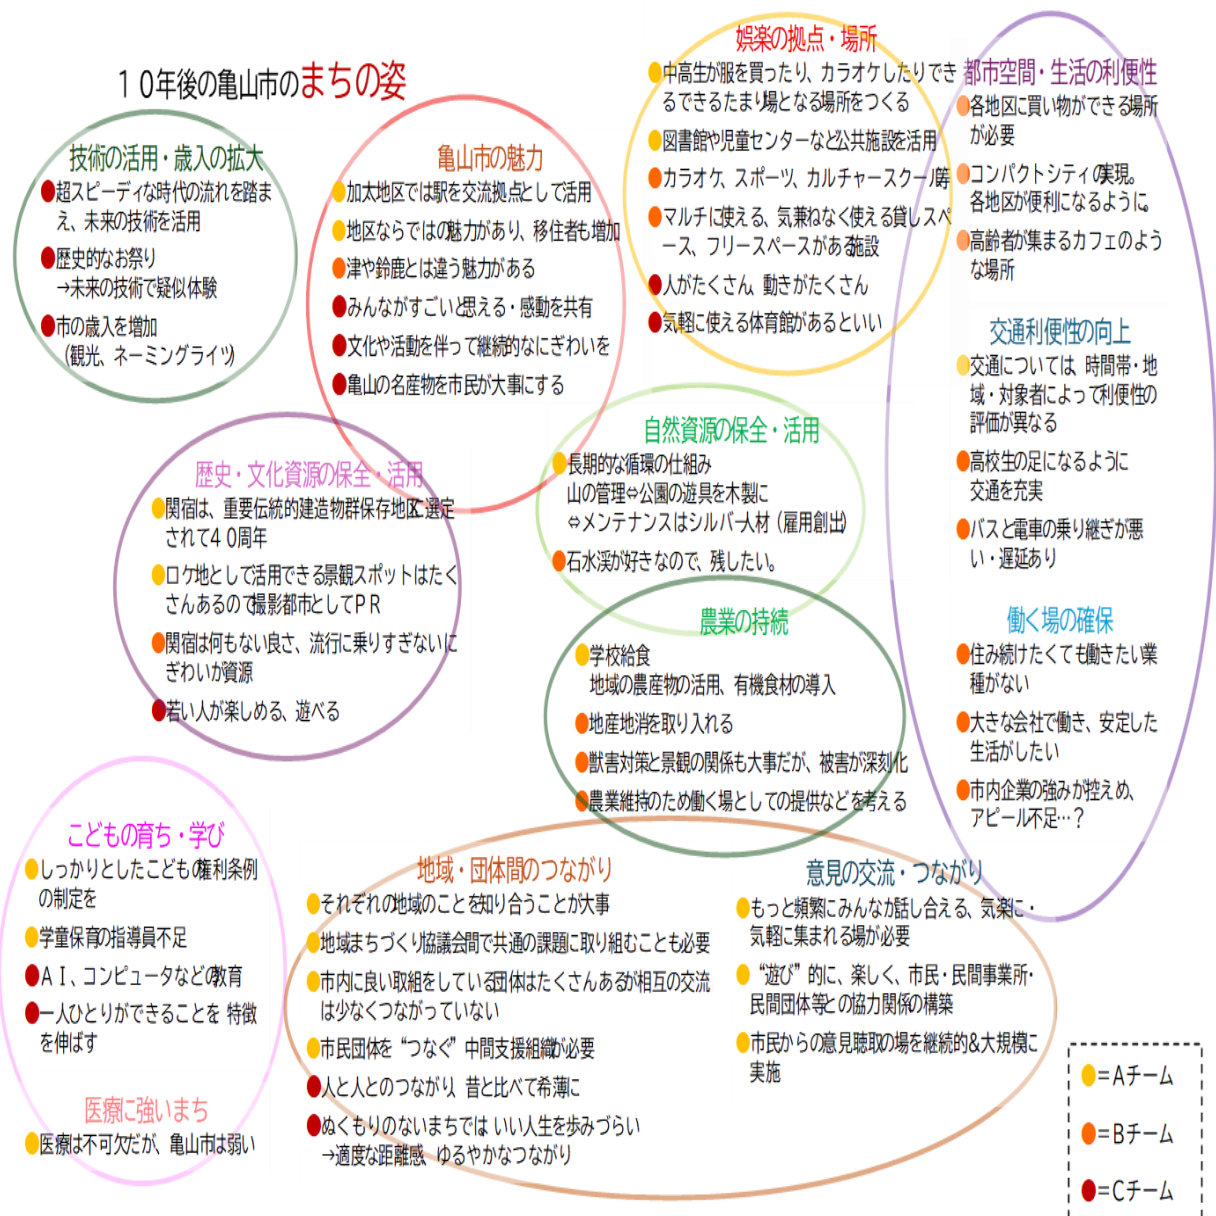 １０年後の亀山市のまちの姿
技術の活用・歳入の拡大
超スピーディな時代の流れを踏ま
え、未来の技術を活用
歴史的なお祭り
→未来の技術で疑似体験
市の歳入を増加
（観光、ネーミングライツ）
亀山市の魅力
加太地区では駅を交流拠点として活用
地区ならではの魅力があり、移住者も増加
津や鈴鹿とは違う魅力がある
みんながすごいと思える・感動を共有
文化や活動を伴って継続的なにぎわいを
亀山の名産物を市民が大事にする
娯楽の拠点・場所
中高生が服を買ったり、カラオケしたりでき
るできるたまり場となる場所をつくる
図書館や児童センターなど公共施設を活用
カラオケ、スポーツ、カルチャースクール等
マルチに使える、気兼ねなく使える貸しスペ
ース、フリースペースがある施設
人がたくさん、動きがたくさん
気軽に使える体育館があるといい
都市空間・生活の利便性
各地区に買い物ができる場所
が必要
コンパクトシティの実現。
各地区が便利になるように。
高齢者が集まるカフェのよう
な場所
交通利便性の向上
交通については、時間帯・地
域・対象者によって利便性の
評価が異なる
高校生の足になるように
交通を充実
バスと電車の乗り継ぎが悪
い・遅延あり
働く場の確保
住み続けたくても働きたい業
種がない
大きな会社で働き、安定した
生活がしたい
市内企業の強みが控えめ、
アピール不足…？
歴史・文化資源の保全・活用
関宿は、重要伝統的建造物群保存地区に選定
されて４０周年
ロケ地として活用できる景観スポットはたく
さんあるので撮影都市としてＰＲ
関宿は何もない良さ、流行に乗りすぎないに
ぎわいが資源
若い人が楽しめる、遊べる
自然資源の保全・活用
長期的な循環の仕組み
山の管理⇔公園の遊具を木製に
⇔メンテナンスはシルバー人材（雇用創出）
石水渓が好きなので、残したい。
農業の持続
学校給食
地域の農産物の活用、有機食材の導入
地産地消を取り入れる
獣害対策と景観の関係も大事だが、被害が深刻化
農業維持のため働く場としての提供などを考える
こどもの育ち・学び
しっかりとしたこどもの権利条例
の制定を
学童保育の指導員不足
ＡＩ、コンピュータなどの教育
一人ひとりができることを、特徴
を伸ばす
医療に強いまち
医療は不可欠だが、亀山市は弱い
地域・団体間のつながり
それぞれの地域のことを知り合うことが大事
地域まちづくり協議会間で共通の課題に取り組むことも必要
市内に良い取組をしている団体はたくさんあるが相互の交流
は少なくつながっていない
市民団体を“つなぐ”中間支援組織が必要
人と人とのつながり、昔と比べて希薄に
ぬくもりのないまちでは、いい人生を歩みづらい
→適度な距離感、ゆるやかなつながり
意見の交流・つながり
もっと頻繁にみんなが話し合える、気楽に・
気軽に集まれる場が必要
“遊び”的に、楽しく、市民・民間事業所・
民間団体等との協力関係の構築
市民からの意見聴取の場を継続的＆大規模に
実施
＝Ａチーム
＝Ｂチーム
＝Ｃチーム